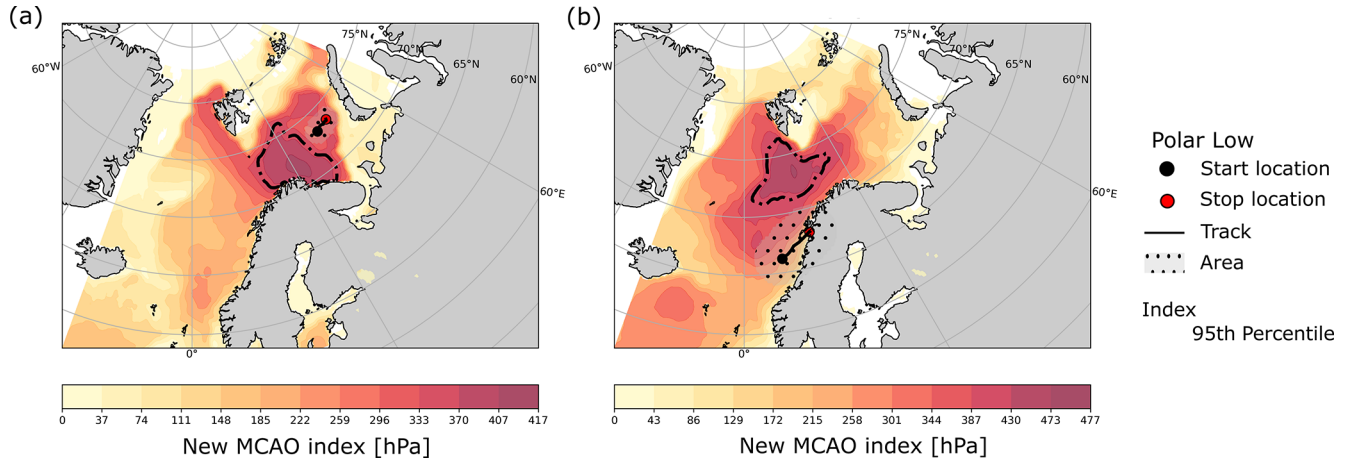 (a)
75°N
70°N
65°N
60°N
60°W
60°E
0°
0 37 74 111 148 185 222 259 296 333 370 407 417
New MCAO index [hPa]
(b)
75°N
70°N
65°N
60°N
60°W
60°E
0°
0 43 86 129 172 215 258 301 344 387 430 473 477
New MCAO index [hPa]
Polar Low
Start location
Stop location
Track
Area
Index
95th Percentile